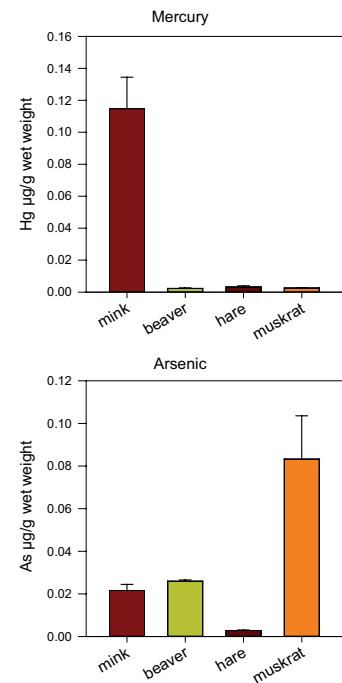 Mercury
Hg µg/g wet weight
0.16
0.14
0.12
0.10
0.08
0.06
0.04
0.02
0.00
mink
beaver
hare
muskrat
Arsenic
As µg/g wet weight
0.12
0.10
0.08
0.06
0.04
0.02
0.00
mink
beaver
hare
muskrat